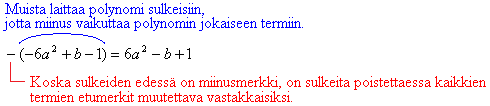 Muista laittaa polynomi sulkeisiin,
jotta miinus vaikuttaa polynomin jokaiseen termiin.
−(−6a² + b − 1) = 6a² − b + 1
Koska sulkeiden edessä on miinusmerkki, on sulkeita poistettaessa kaikkien
termien etumerkit muutettava vastakkaisiksi.